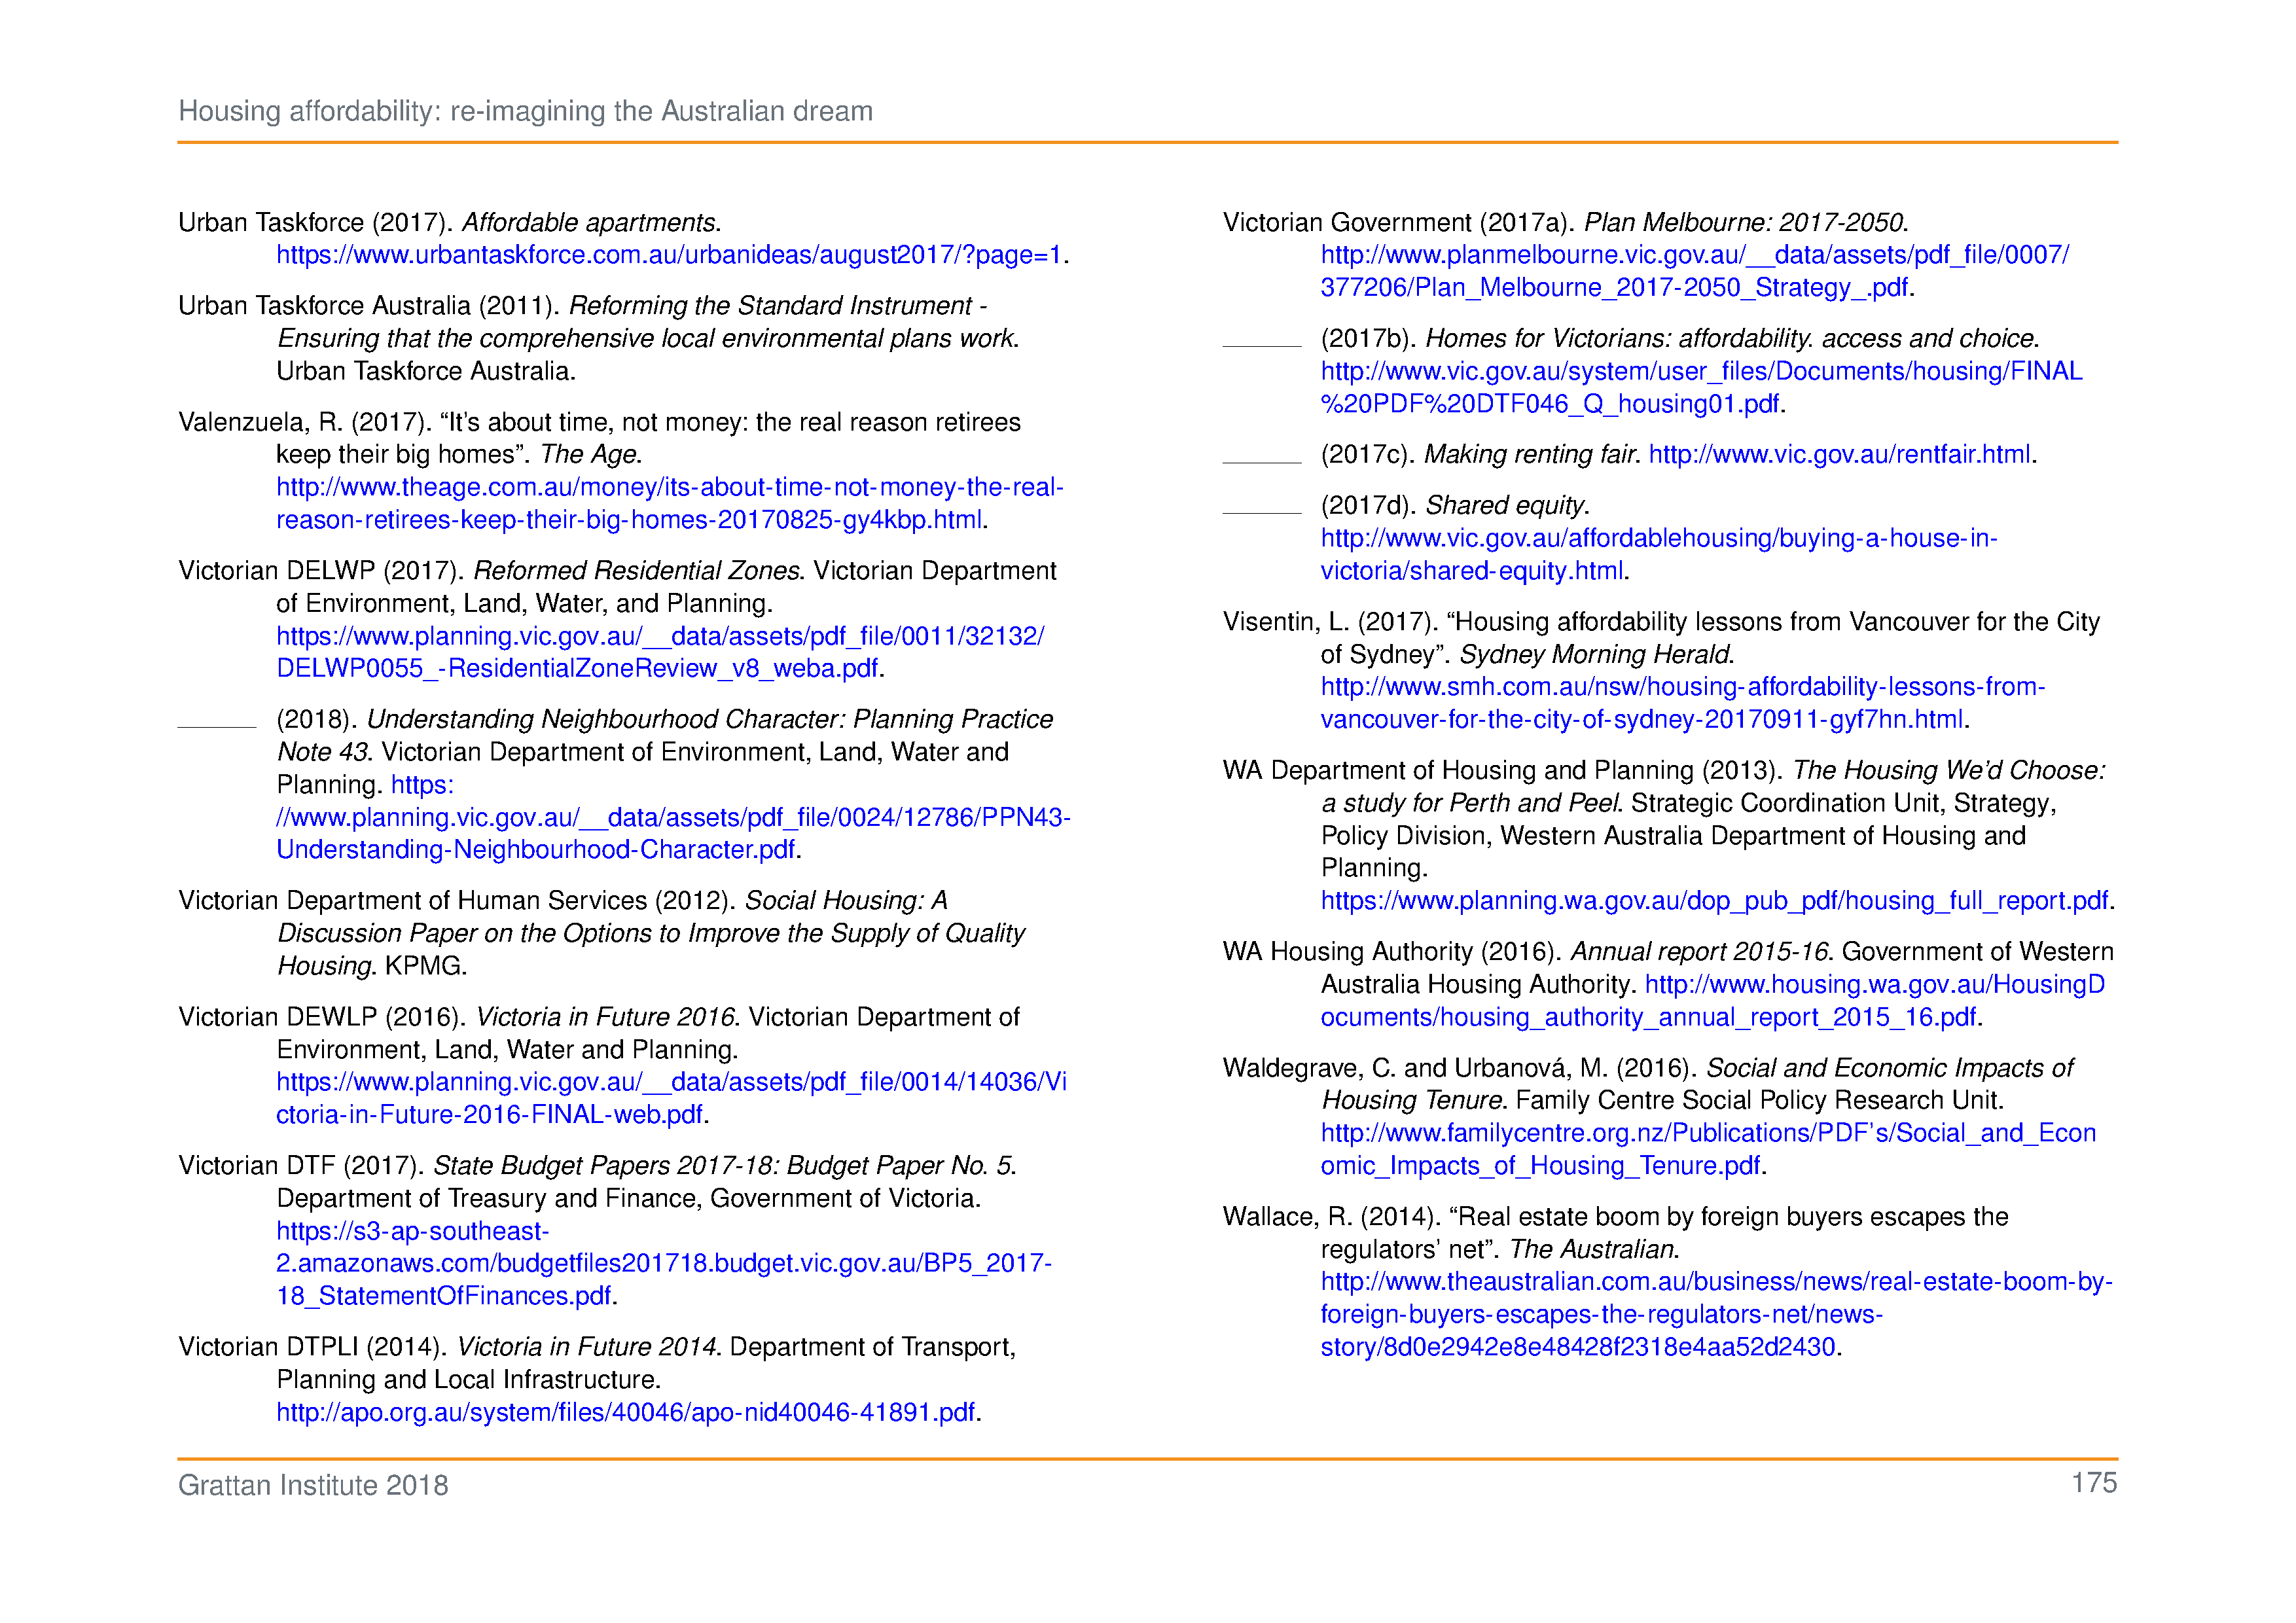 Housing affordability: re-imagining the Australian dream
Urban Taskforce (2017). Affordable apartments.
https://www.urbantaskforce.com.au/urbanideas/august2017/?page=1.
Urban Taskforce Australia (2011). Reforming the Standard Instrument -
Ensuring that the comprehensive local environmental plans work.
Urban Taskforce Australia.
Valenzuela, R. (2017). “It’s about time, not money: the real reason retirees
keep their big homes”. The Age.
http://www.theage.com.au/money/its-about-time-not-money-the-real-
reason-retirees-keep-their-big-homes-20170825-gy4kbp.html.
Victorian DELWP (2017). Reformed Residential Zones. Victorian Department
of Environment, Land, Water, and Planning.
https://www.planning.vic.gov.au/__data/assets/pdf_file/0011/32132/
DELWP0055_-ResidentialZoneReview_v8_weba.pdf.
(2018). Understanding Neighbourhood Character: Planning Practice
Note 43. Victorian Department of Environment, Land, Water and
Planning. https:
//www.planning.vic.gov.au/__data/assets/pdf_file/0024/12786/PPN43-
Understanding-Neighbourhood-Character.pdf.
Victorian Department of Human Services (2012). Social Housing: A
Discussion Paper on the Options to Improve the Supply of Quality
Housing. KPMG.
Victorian DEWLP (2016). Victoria in Future 2016. Victorian Department of
Environment, Land, Water and Planning.
https://www.planning.vic.gov.au/__data/assets/pdf_file/0014/14036/Vi
ctoria-in-Future-2016-FINAL-web.pdf.
Victorian DTF (2017). State Budget Papers 2017-18: Budget Paper No. 5.
Department of Treasury and Finance, Government of Victoria.
https://s3-ap-southeast-
2.amazonaws.com/budgetfiles201718.budget.vic.gov.au/BP5_2017-
18_StatementOfFinances.pdf.
Victorian DTPLI (2014). Victoria in Future 2014. Department of Transport,
Planning and Local Infrastructure.
http://apo.org.au/system/files/40046/apo-nid40046-41891.pdf.
Victorian Government (2017a). Plan Melbourne: 2017-2050.
http://www.planmelbourne.vic.gov.au/__data/assets/pdf_file/0007/
377206/Plan_Melbourne_2017-2050_Strategy_.pdf.
(2017b). Homes for Victorians: affordability. access and choice.
http://www.vic.gov.au/system/user_files/Documents/housing/FINAL
%20PDF%20DTF046_Q_housing01.pdf.
(2017c). Making renting fair. http://www.vic.gov.au/rentfair.html.
(2017d). Shared equity.
http://www.vic.gov.au/affordablehousing/buying-a-house-in-
victoria/shared-equity.html.
Visentin, L. (2017). “Housing affordability lessons from Vancouver for the City
of Sydney”. Sydney Morning Herald.
http://www.smh.com.au/nsw/housing-affordability-lessons-from-
vancouver-for-the-city-of-sydney-20170911-gyf7hn.html.
WA Department of Housing and Planning (2013). The Housing We’d Choose:
a study for Perth and Peel. Strategic Coordination Unit, Strategy,
Policy Division, Western Australia Department of Housing and
Planning.
https://www.planning.wa.gov.au/dop_pub_pdf/housing_full_report.pdf.
WA Housing Authority (2016). Annual report 2015-16. Government of Western
Australia Housing Authority. http://www.housing.wa.gov.au/HousingD
ocuments/housing_authority_annual_report_2015_16.pdf.
Waldegrave, C. and Urbanová, M. (2016). Social and Economic Impacts of
Housing Tenure. Family Centre Social Policy Research Unit.
http://www.familycentre.org.nz/Publications/PDF’s/Social_and_Econ
omic_Impacts_of_Housing_Tenure.pdf.
Wallace, R. (2014). “Real estate boom by foreign buyers escapes the
regulators’ net”. The Australian.
http://www.theaustralian.com.au/business/news/real-estate-boom-by-
foreign-buyers-escapes-the-regulators-net/news-
story/8d0e2942e8e48428f2318e4aa52d2430.
Grattan Institute 2018
175